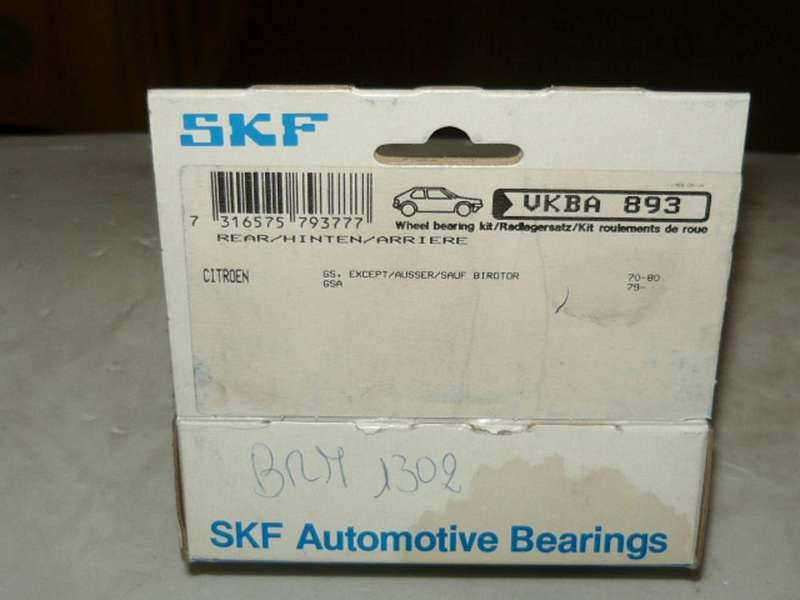 SKF
VKBA 893
7 316575 793777
Wheel bearing kit/Radlagersatz/Kit roulements de roue
REAR/HINTEN/ARRIERE
CITROEN GS. EXCEPT/AUSSER/SAUF BIROTOR 70-80
GSA 79-
BRM 1302
SKF Automotive Bearings